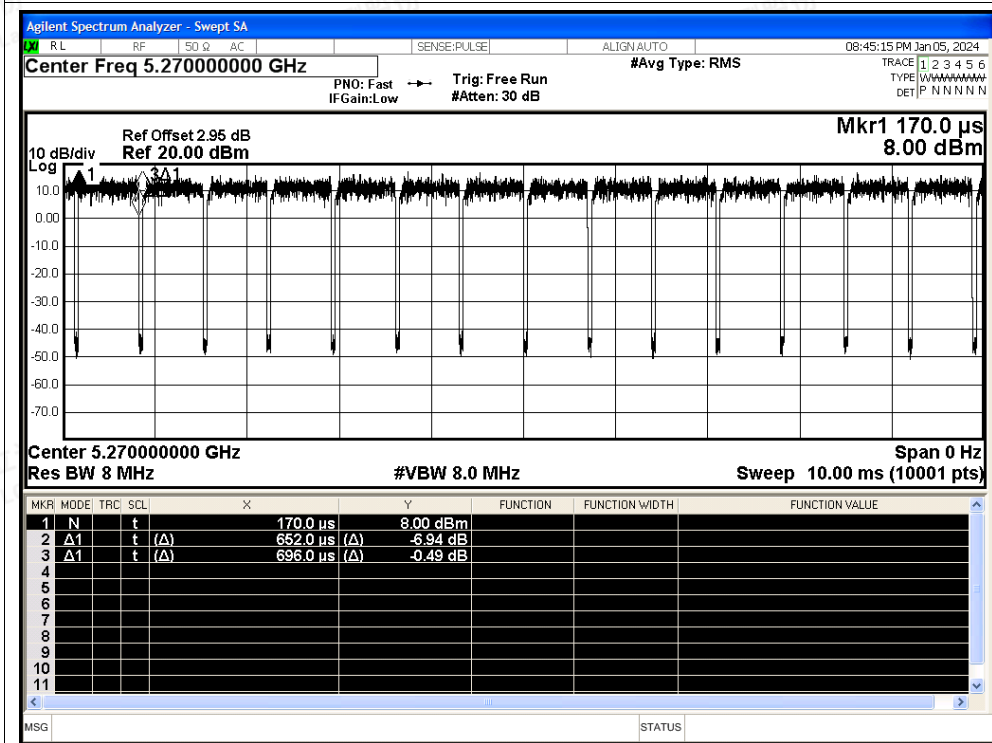 Agilent Spectrum Analyzer - Swept SA
LXI RL RF 50 Ω AC SENSE:PULSE ALIGN AUTO 08:45:15 PM Jan 05, 2024
Center Freq 5.270000000 GHz #Avg Type: RMS TRACE 1 2 3 4 5 6
PNO: Fast Trig: Free Run TYPE W
IFGain:Low #Atten: 30 dB DET P N N N N N
Mkr1 170.0 µs
Ref Offset 2.95 dB
10 dB/div Ref 20.00 dBm 8.00 dBm
Log
1 3Δ1
10.0
0.00
-10.0
-20.0
-30.0
-40.0
-50.0
-60.0
-70.0
Center 5.270000000 GHz Span 0 Hz
Res BW 8 MHz #VBW 8.0 MHz Sweep 10.00 ms (10001 pts)
MKR MODE TRC SCL X Y FUNCTION FUNCTION WIDTH FUNCTION VALUE
1 N t 170.0 µs 8.00 dBm
2 Δ1 t (Δ) 652.0 µs (Δ) -6.94 dB
3 Δ1 t (Δ) 696.0 µs (Δ) -0.49 dB
4
5
6
7
8
9
10
11
MSG STATUS